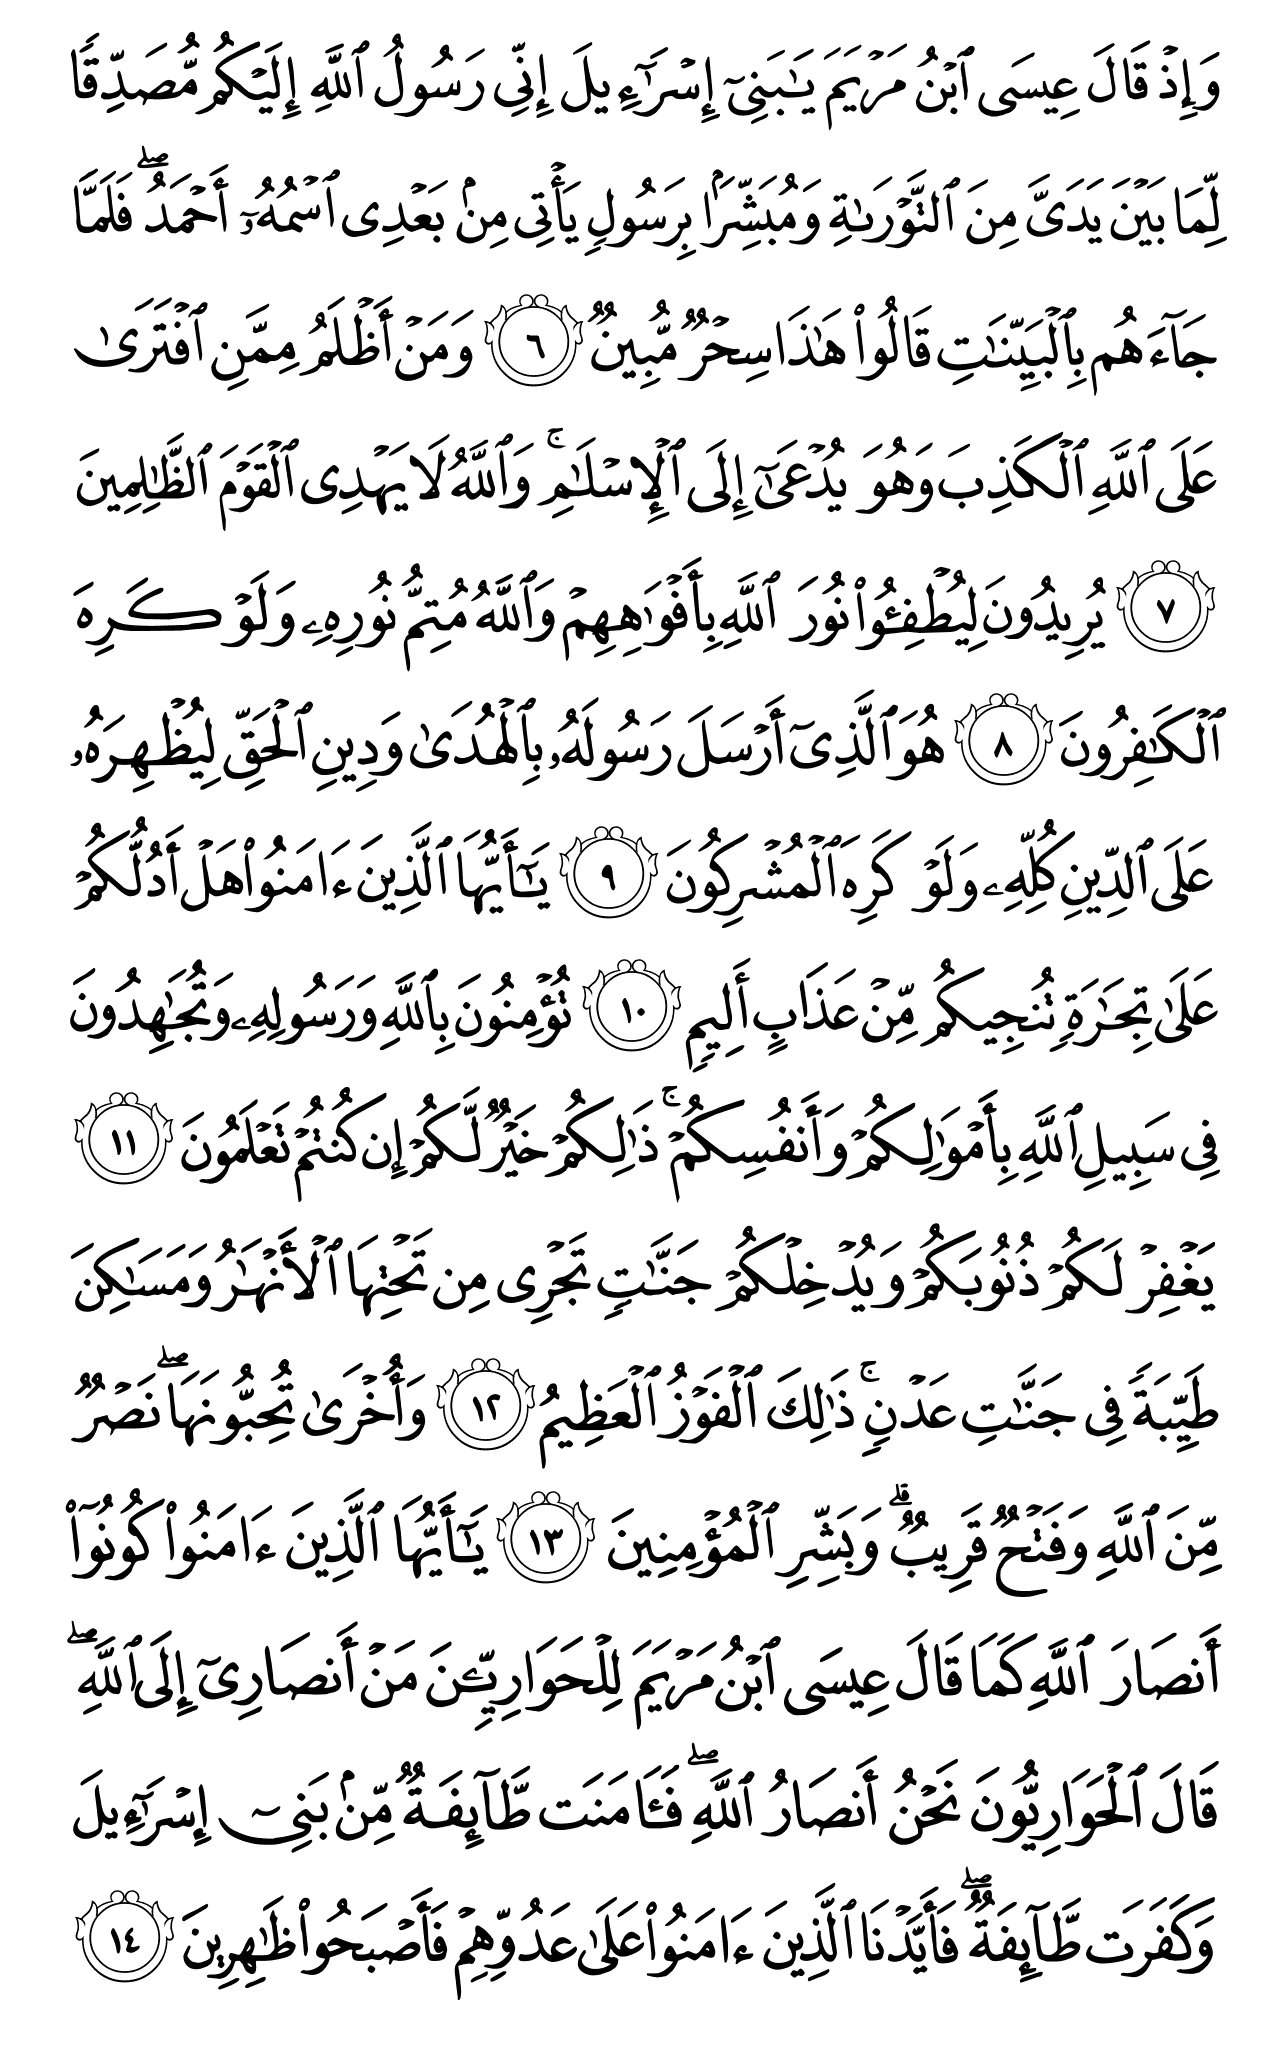 وَإِذۡ قَالَ عِيسَى ٱبۡنُ مَرۡيَمَ يَٰبَنِيٓ إِسۡرَٰٓءِيلَ إِنِّي رَسُولُ ٱللَّهِ إِلَيۡكُم مُّصَدِّقٗا
لِّمَا بَيۡنَ يَدَيَّ مِنَ ٱلتَّوۡرَىٰةِ وَمُبَشِّرَۢا بِرَسُولٖ يَأۡتِي مِنۢ بَعۡدِي ٱسۡمُهُۥٓ أَحۡمَدُۖ فَلَمَّا
جَآءَهُم بِٱلۡبَيِّنَٰتِ قَالُواْ هَٰذَا سِحۡرٞ مُّبِينٞ ٦ وَمَنۡ أَظۡلَمُ مِمَّنِ ٱفۡتَرَىٰ
عَلَى ٱللَّهِ ٱلۡكَذِبَ وَهُوَ يُدۡعَىٰٓ إِلَى ٱلۡإِسۡلَٰمِۚ وَٱللَّهُ لَا يَهۡدِي ٱلۡقَوۡمَ ٱلظَّٰلِمِينَ
٧ يُرِيدُونَ لِيُطۡفِـُٔواْ نُورَ ٱللَّهِ بِأَفۡوَٰهِهِمۡ وَٱللَّهُ مُتِمُّ نُورِهِۦ وَلَوۡ كَرِهَ
ٱلۡكَٰفِرُونَ ٨ هُوَ ٱلَّذِيٓ أَرۡسَلَ رَسُولَهُۥ بِٱلۡهُدَىٰ وَدِينِ ٱلۡحَقِّ لِيُظۡهِرَهُۥ
عَلَى ٱلدِّينِ كُلِّهِۦ وَلَوۡ كَرِهَ ٱلۡمُشۡرِكُونَ ٩ يَٰٓأَيُّهَا ٱلَّذِينَ ءَامَنُواْ هَلۡ أَدُلُّكُمۡ
عَلَىٰ تِجَٰرَةٖ تُنجِيكُم مِّنۡ عَذَابٍ أَلِيمٖ ١٠ تُؤۡمِنُونَ بِٱللَّهِ وَرَسُولِهِۦ وَتُجَٰهِدُونَ
فِي سَبِيلِ ٱللَّهِ بِأَمۡوَٰلِكُمۡ وَأَنفُسِكُمۡۚ ذَٰلِكُمۡ خَيۡرٞ لَّكُمۡ إِن كُنتُمۡ تَعۡلَمُونَ ١١
يَغۡفِرۡ لَكُمۡ ذُنُوبَكُمۡ وَيُدۡخِلۡكُمۡ جَنَّٰتٖ تَجۡرِي مِن تَحۡتِهَا ٱلۡأَنۡهَٰرُ وَمَسَٰكِنَ
طَيِّبَةٗ فِي جَنَّٰتِ عَدۡنٖۚ ذَٰلِكَ ٱلۡفَوۡزُ ٱلۡعَظِيمُ ١٢ وَأُخۡرَىٰ تُحِبُّونَهَاۖ نَصۡرٞ
مِّنَ ٱللَّهِ وَفَتۡحٞ قَرِيبٞۗ وَبَشِّرِ ٱلۡمُؤۡمِنِينَ ١٣ يَٰٓأَيُّهَا ٱلَّذِينَ ءَامَنُواْ كُونُوٓاْ
أَنصَارَ ٱللَّهِ كَمَا قَالَ عِيسَى ٱبۡنُ مَرۡيَمَ لِلۡحَوَارِيِّـۧنَ مَنۡ أَنصَارِيٓ إِلَى ٱللَّهِۖ
قَالَ ٱلۡحَوَارِيُّونَ نَحۡنُ أَنصَارُ ٱللَّهِۖ فَـَٔامَنَت طَّآئِفَةٞ مِّنۢ بَنِيٓ إِسۡرَٰٓءِيلَ
وَكَفَرَت طَّآئِفَةٞۖ فَأَيَّدۡنَا ٱلَّذِينَ ءَامَنُواْ عَلَىٰ عَدُوِّهِمۡ فَأَصۡبَحُواْ ظَٰهِرِينَ ١٤